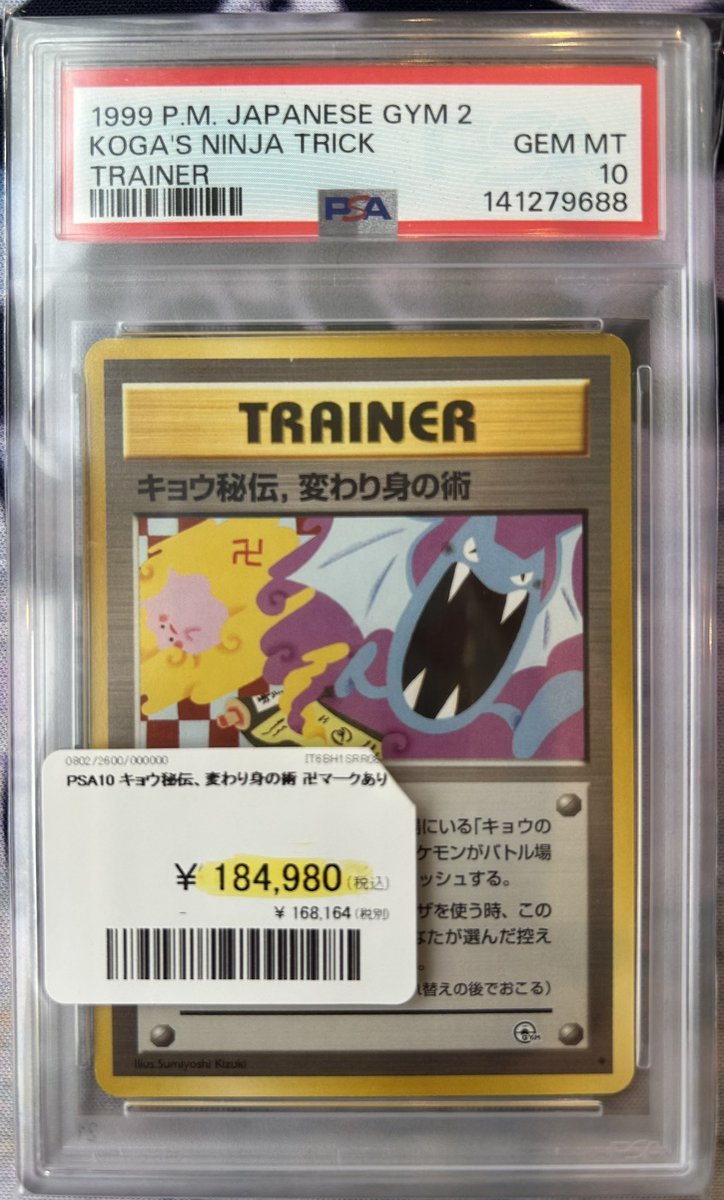 1999 P.M. JAPANESE GYM 2
KOGA'S NINJA TRICK
GEM MT
TRAINER
10
PSA
141279688
TRAINER
キョウ秘伝, 変わり身の術
卍
0802/2600/000000
PSA10 キョウ秘伝、変わり身の術 卍マークあり
¥ 184,980(税込)
¥ 168,164(税別)
にいる「キョウの
ケモンがバトル場
ッシュする。
ザを使う時、この
なたが選んだ控え
。
替えの後でおこる)
GYM
Illus. Sumiyoshi Kizuki